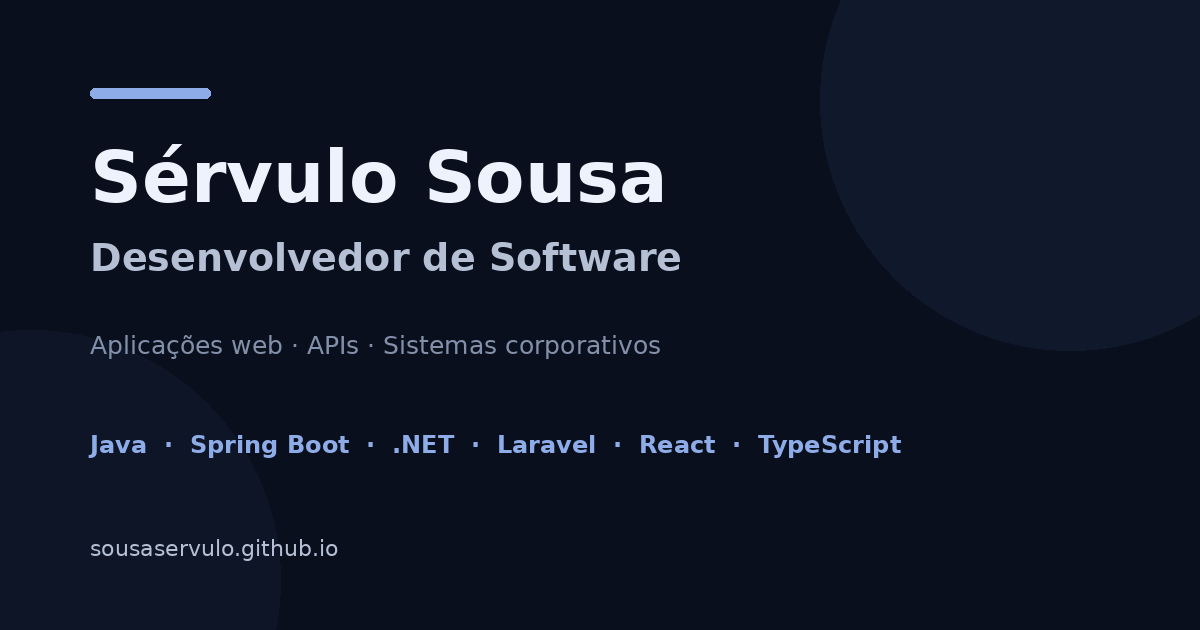 Sérvulo Sousa
Desenvolvedor de Software
Aplicações web · APIs · Sistemas corporativos
Java · Spring Boot · .NET · Laravel · React · TypeScript
sousaservulo.github.io